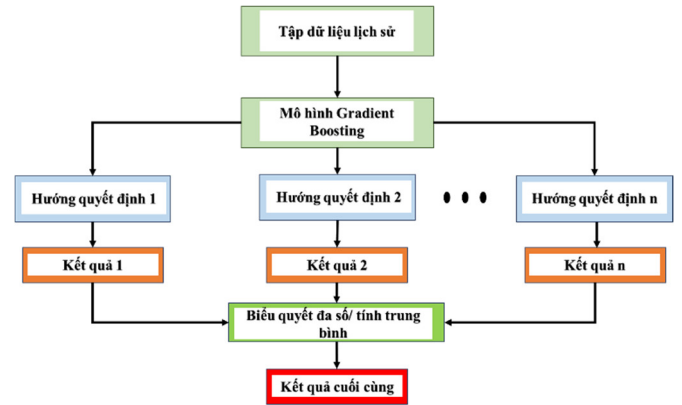 Tập dữ liệu lịch sử
Mô hình Gradient
Boosting
Hướng quyết định 1
Hướng quyết định 2
Hướng quyết định n
Kết quả 1
Kết quả 2
Kết quả n
Biểu quyết đa số/ tính trung
bình
Kết quả cuối cùng